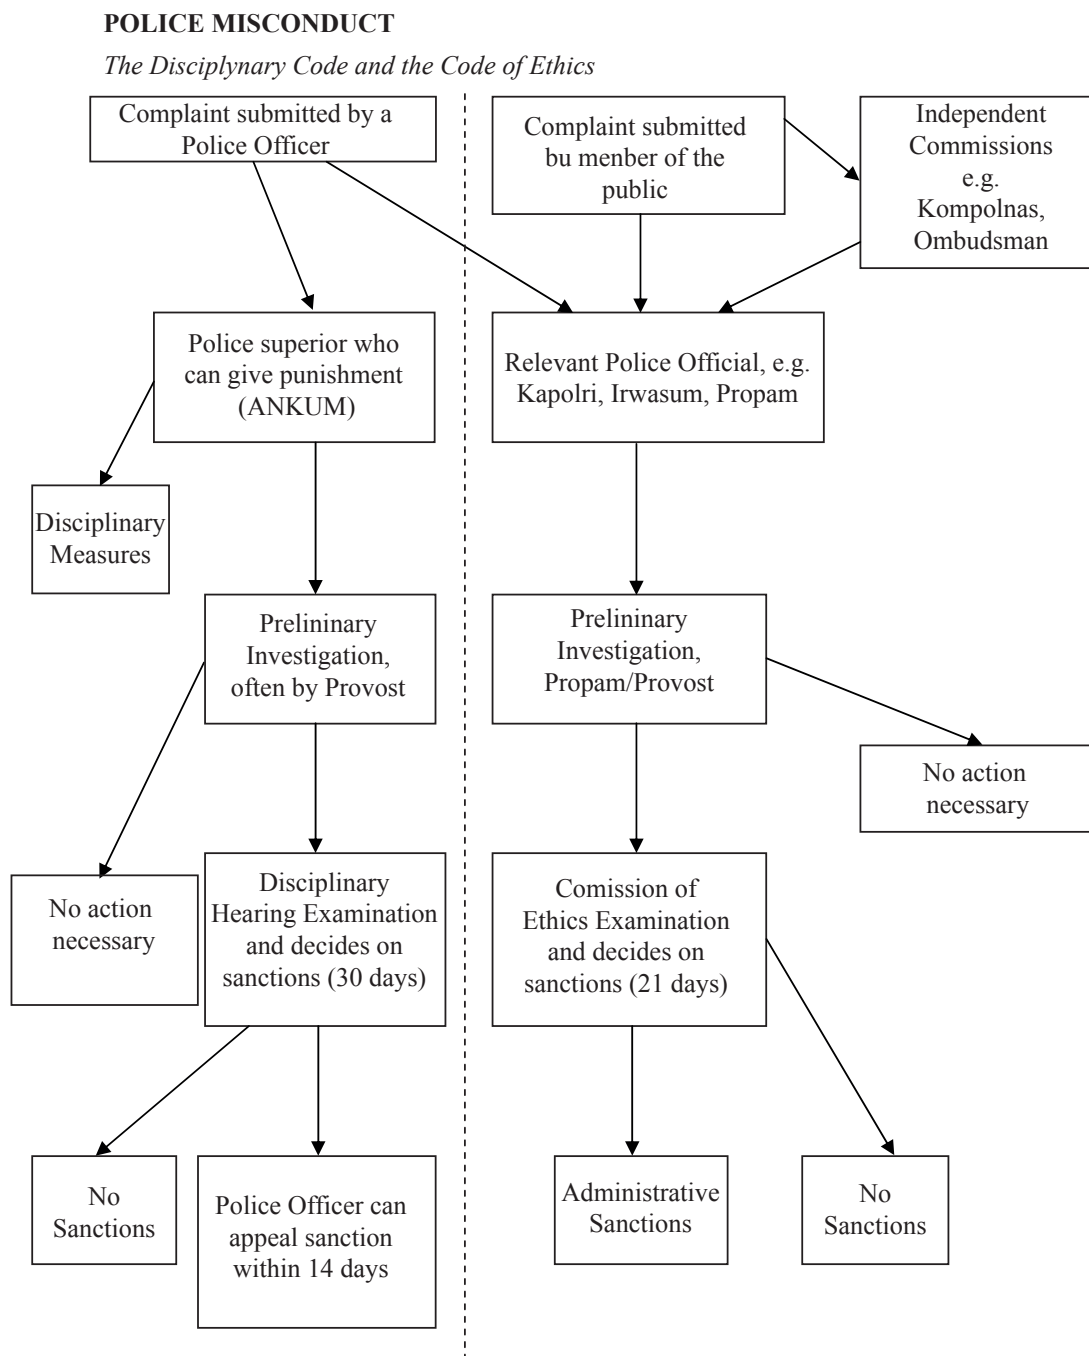 POLICE MISCONDUCT
The Disciplynary Code and the Code of Ethics
Complaint submitted by a
Police Officer
Complaint submitted
bu menber of the
public
Independent
Commissions
e.g.
Kompolnas,
Ombudsman
Police superior who
can give punishment
(ANKUM)
Relevant Police Official, e.g.
Kapolri, Irwasum, Propam
Disciplinary
Measures
Prelininary
Investigation,
often by Provost
Prelininary
Investigation,
Propam/Provost
No action
necessary
No action
necessary
Disciplinary
Hearing Examination
and decides on
sanctions (30 days)
Comission of
Ethics Examination
and decides on
sanctions (21 days)
No
Sanctions
Police Officer can
appeal sanction
within 14 days
Administrative
Sanctions
No
Sanctions